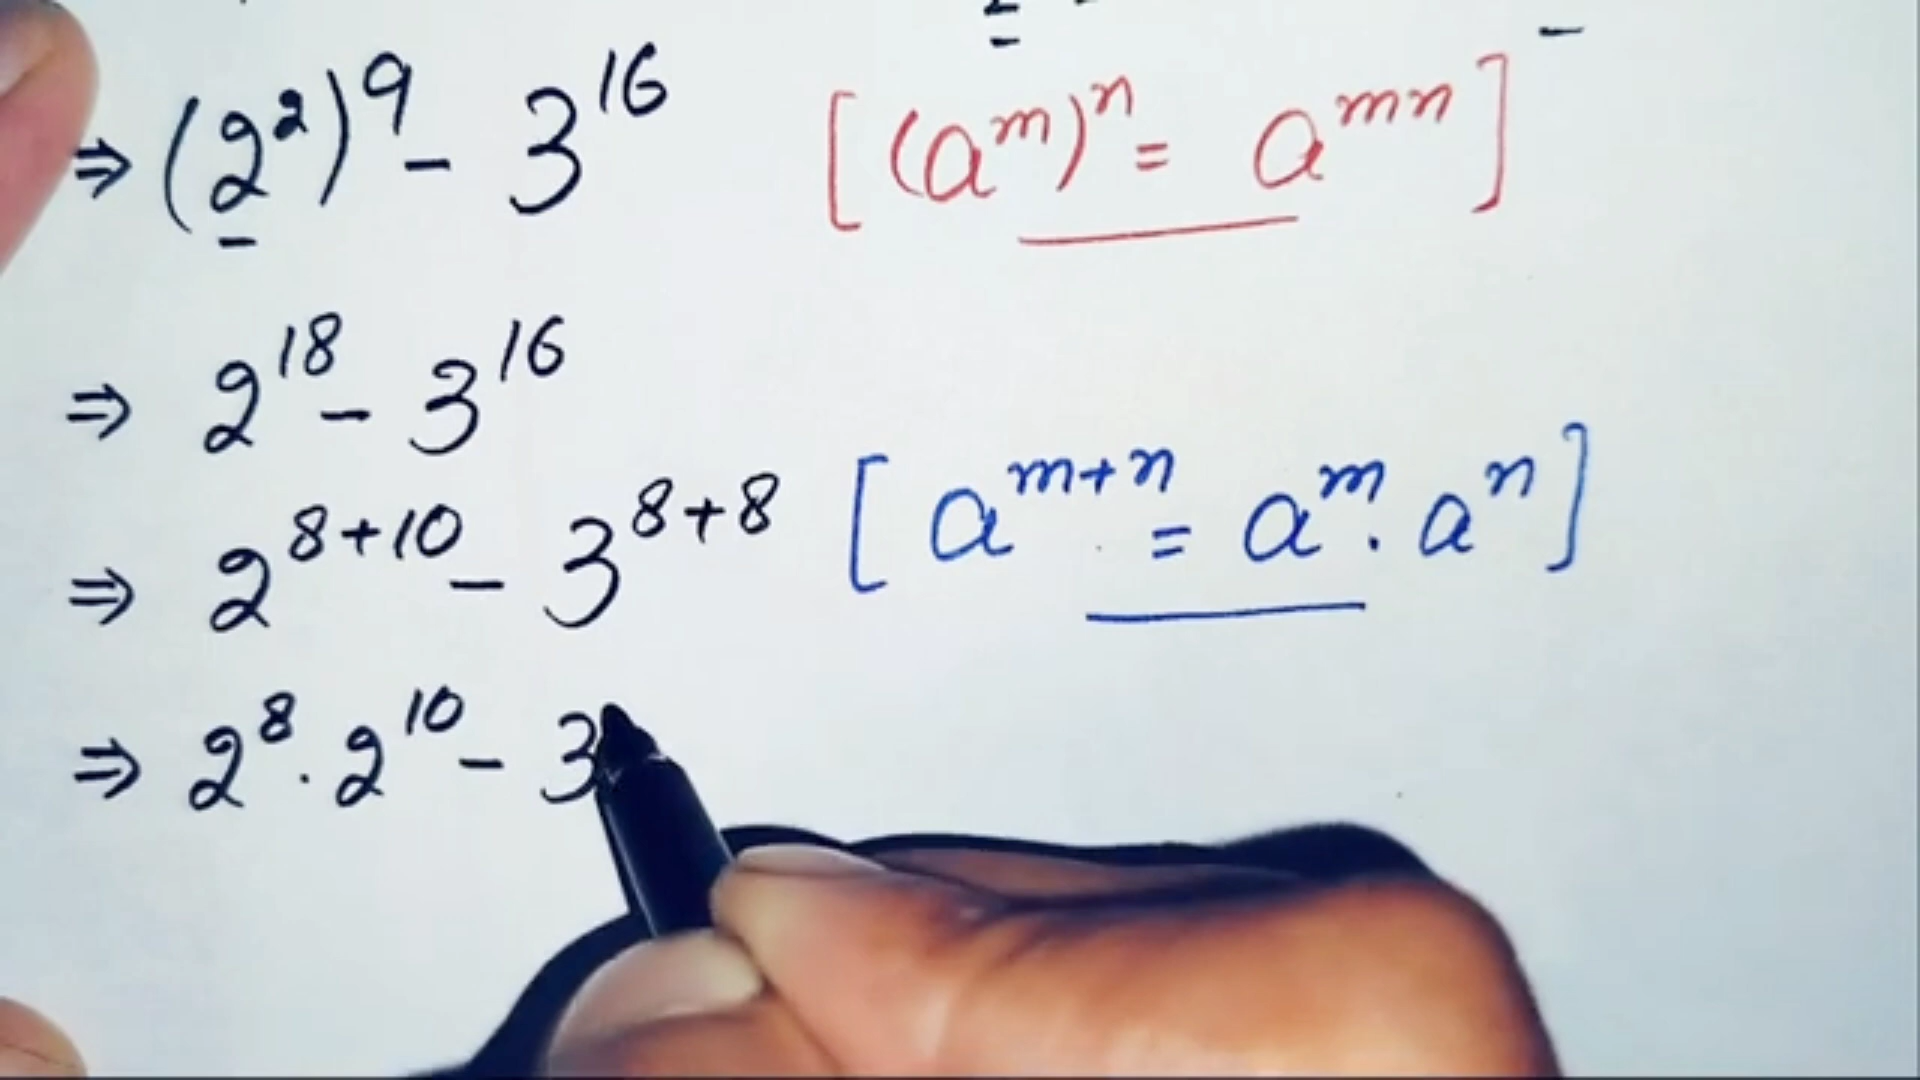 ⇒ (2²)⁹ - 3¹⁶ [(aᵐ)ⁿ = aᵐⁿ]
⇒ 2¹⁸ - 3¹⁶
⇒ 2⁸⁺¹⁰ - 3⁸⁺⁸ [aᵐ⁺ⁿ = aᵐ · aⁿ]
⇒ 2⁸ · 2¹⁰ - 3